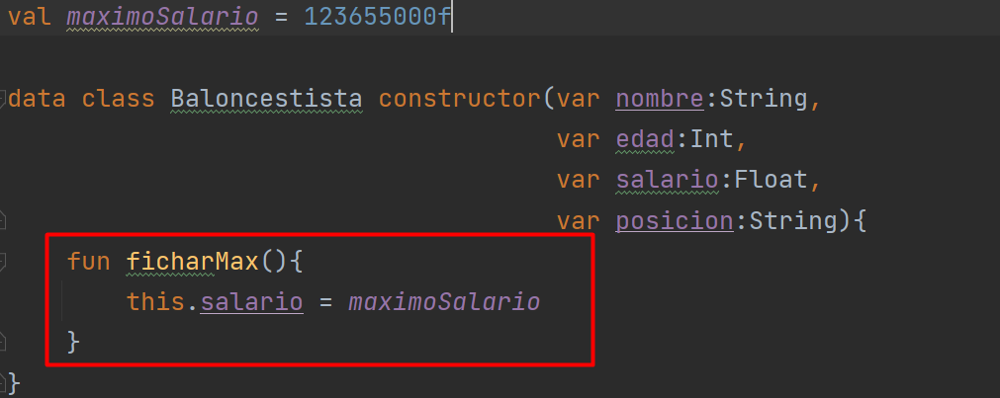 val maximoSalario = 123655000f
data class Baloncestista constructor(var nombre:String,
var edad:Int,
var salario:Float,
var posicion:String){
fun ficharMax(){
this.salario = maximoSalario
}
}